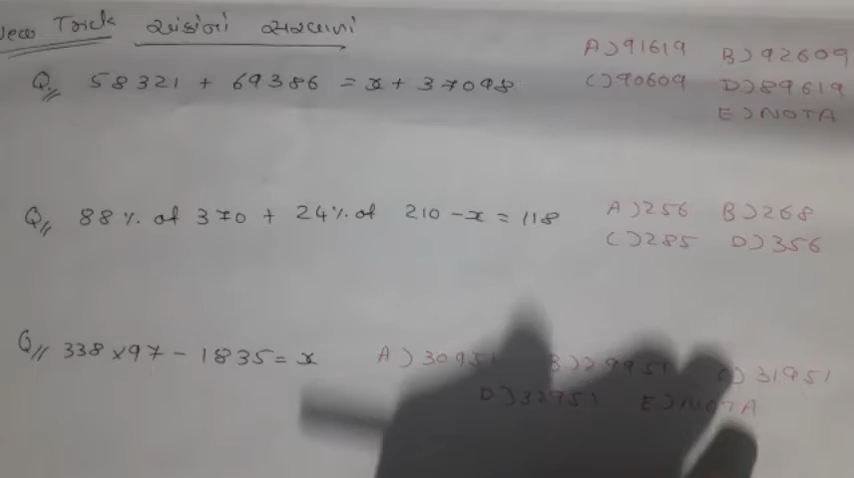 New Trick સાદુંરૂપ
Q 58321 + 69386 = x + 37098
A) 91619 B) 92609
C) 90609 D) 89619
E) NOTA
Q 88% of 370 + 24% of 210 - x = 118
A) 256 B) 268
C) 285 D) 356
Q 338 x 97 - 1835 = x
A) 30951 B) 29951 C) 31951
D) 32951 E) NOTA